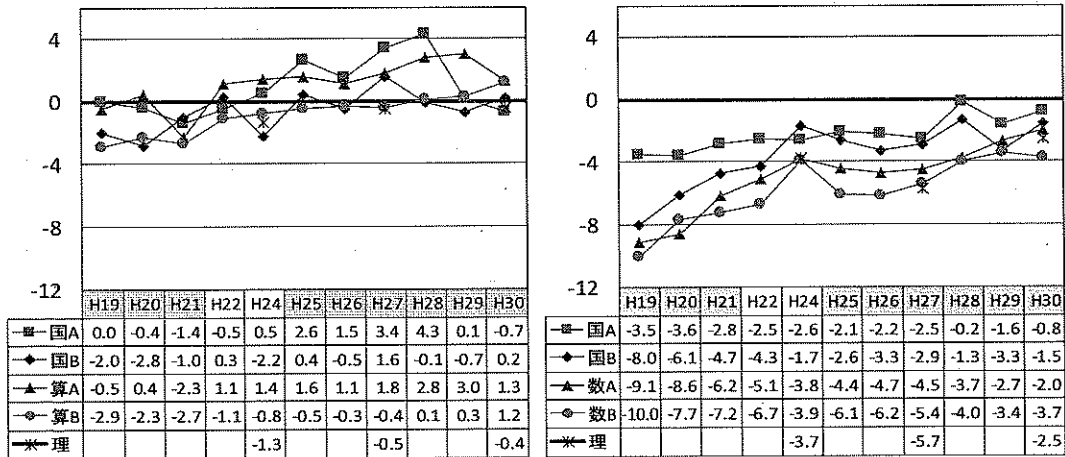 4
0
-4
-8
-12
H19 H20 H21 H22 H24 H25 H26 H27 H28 H29 H30
国A 0.0 -0.4 -1.4 -0.5 0.5 2.6 1.5 3.4 4.3 0.1 -0.7
国B -2.0 -2.8 -1.0 0.3 -2.2 0.4 -0.5 1.6 -0.1 -0.7 0.2
算A -0.5 0.4 -2.3 1.1 1.4 1.6 1.1 1.8 2.8 3.0 1.3
算B -2.9 -2.3 -2.7 -1.1 -0.8 -0.5 -0.3 -0.4 0.1 0.3 1.2
理 -1.3 -0.5 -0.4
4
0
-4
-8
-12
H19 H20 H21 H22 H24 H25 H26 H27 H28 H29 H30
国A -3.5 -3.6 -2.8 -2.5 -2.6 -2.1 -2.2 -2.5 -0.2 -1.6 -0.8
国B -8.0 -6.1 -4.7 -4.3 -1.7 -2.6 -3.3 -2.9 -1.3 -3.3 -1.5
数A -9.1 -8.6 -6.2 -5.1 -3.8 -4.4 -4.7 -4.5 -3.7 -2.7 -2.0
数B -10.0 -7.7 -7.2 -6.7 -3.9 -6.1 -6.2 -5.4 -4.0 -3.4 -3.7
理 -3.7 -5.7 -2.5